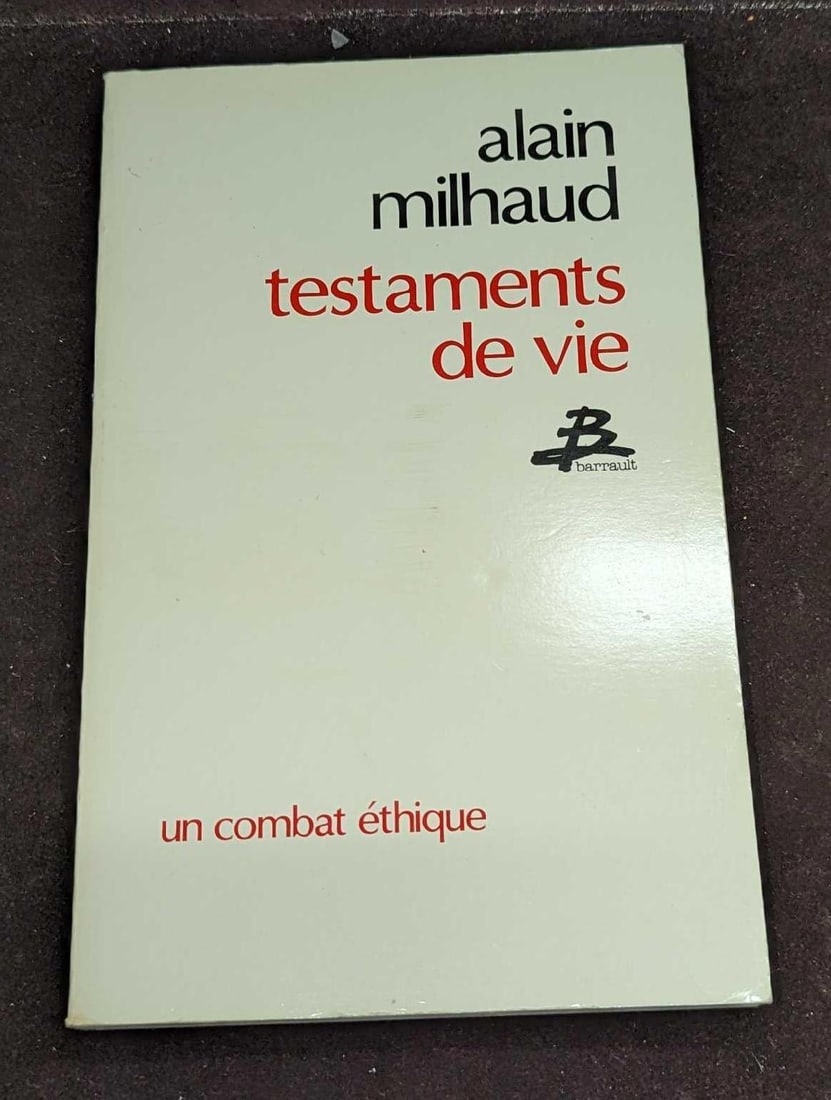 alain
milhaud
testaments
de vie
B
barrault
un combat éthique